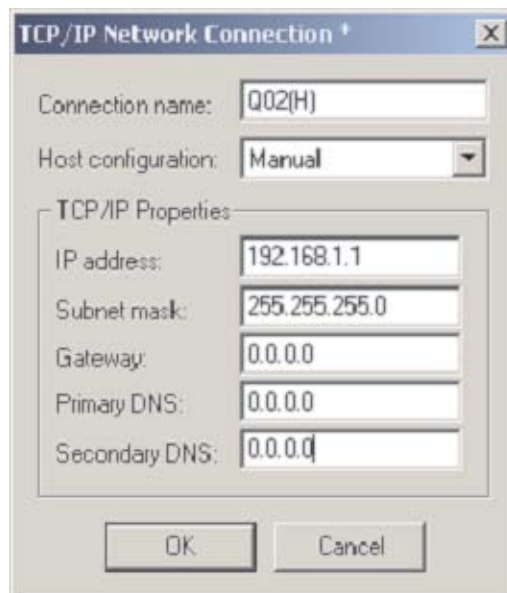 TCP/IP Network Connection *
Connection name: Q02(H)
Host configuration: Manual
TCP/IP Properties
IP address: 192.168.1.1
Subnet mask: 255.255.255.0
Gateway: 0.0.0.0
Primary DNS: 0.0.0.0
Secondary DNS: 0.0.0.0
OK Cancel